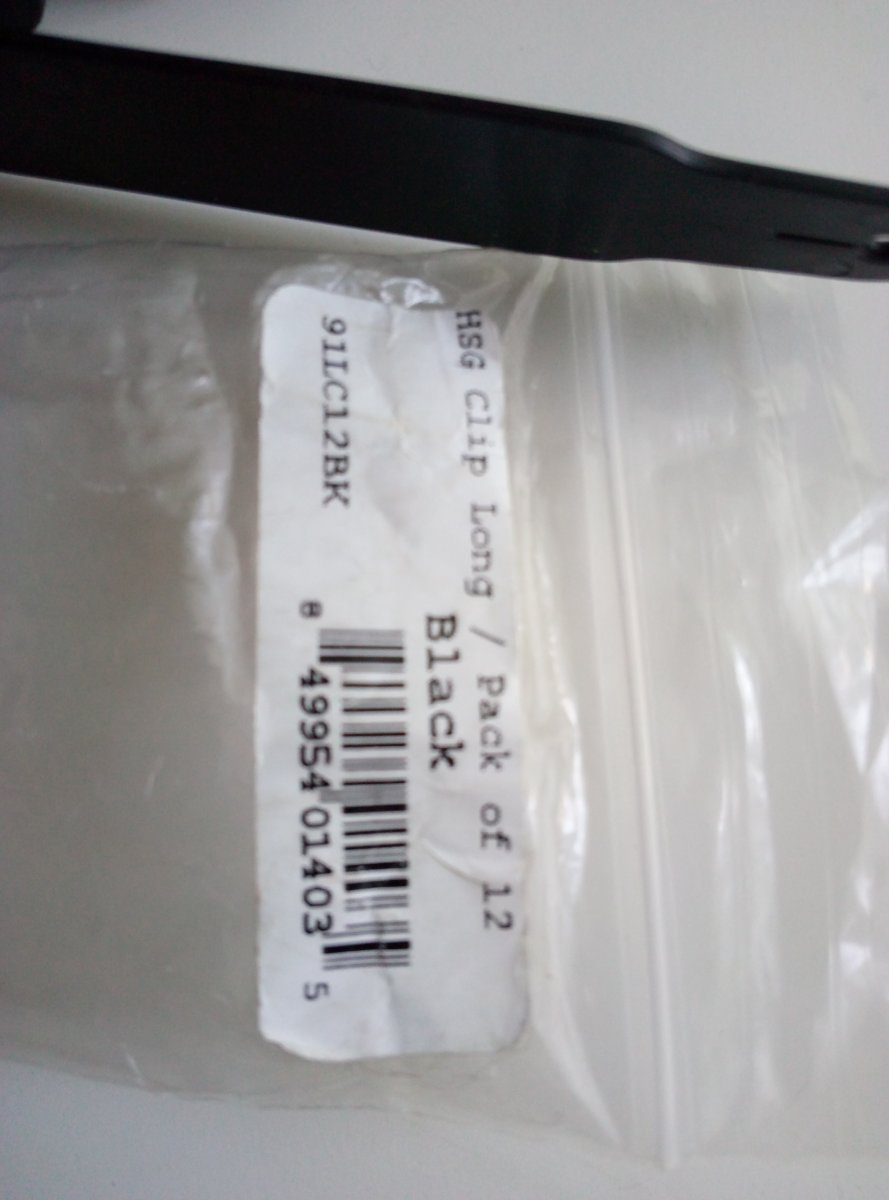 HSG Clip Long / Pack of 12
Black
91LC12BK
8 49954 01403 5